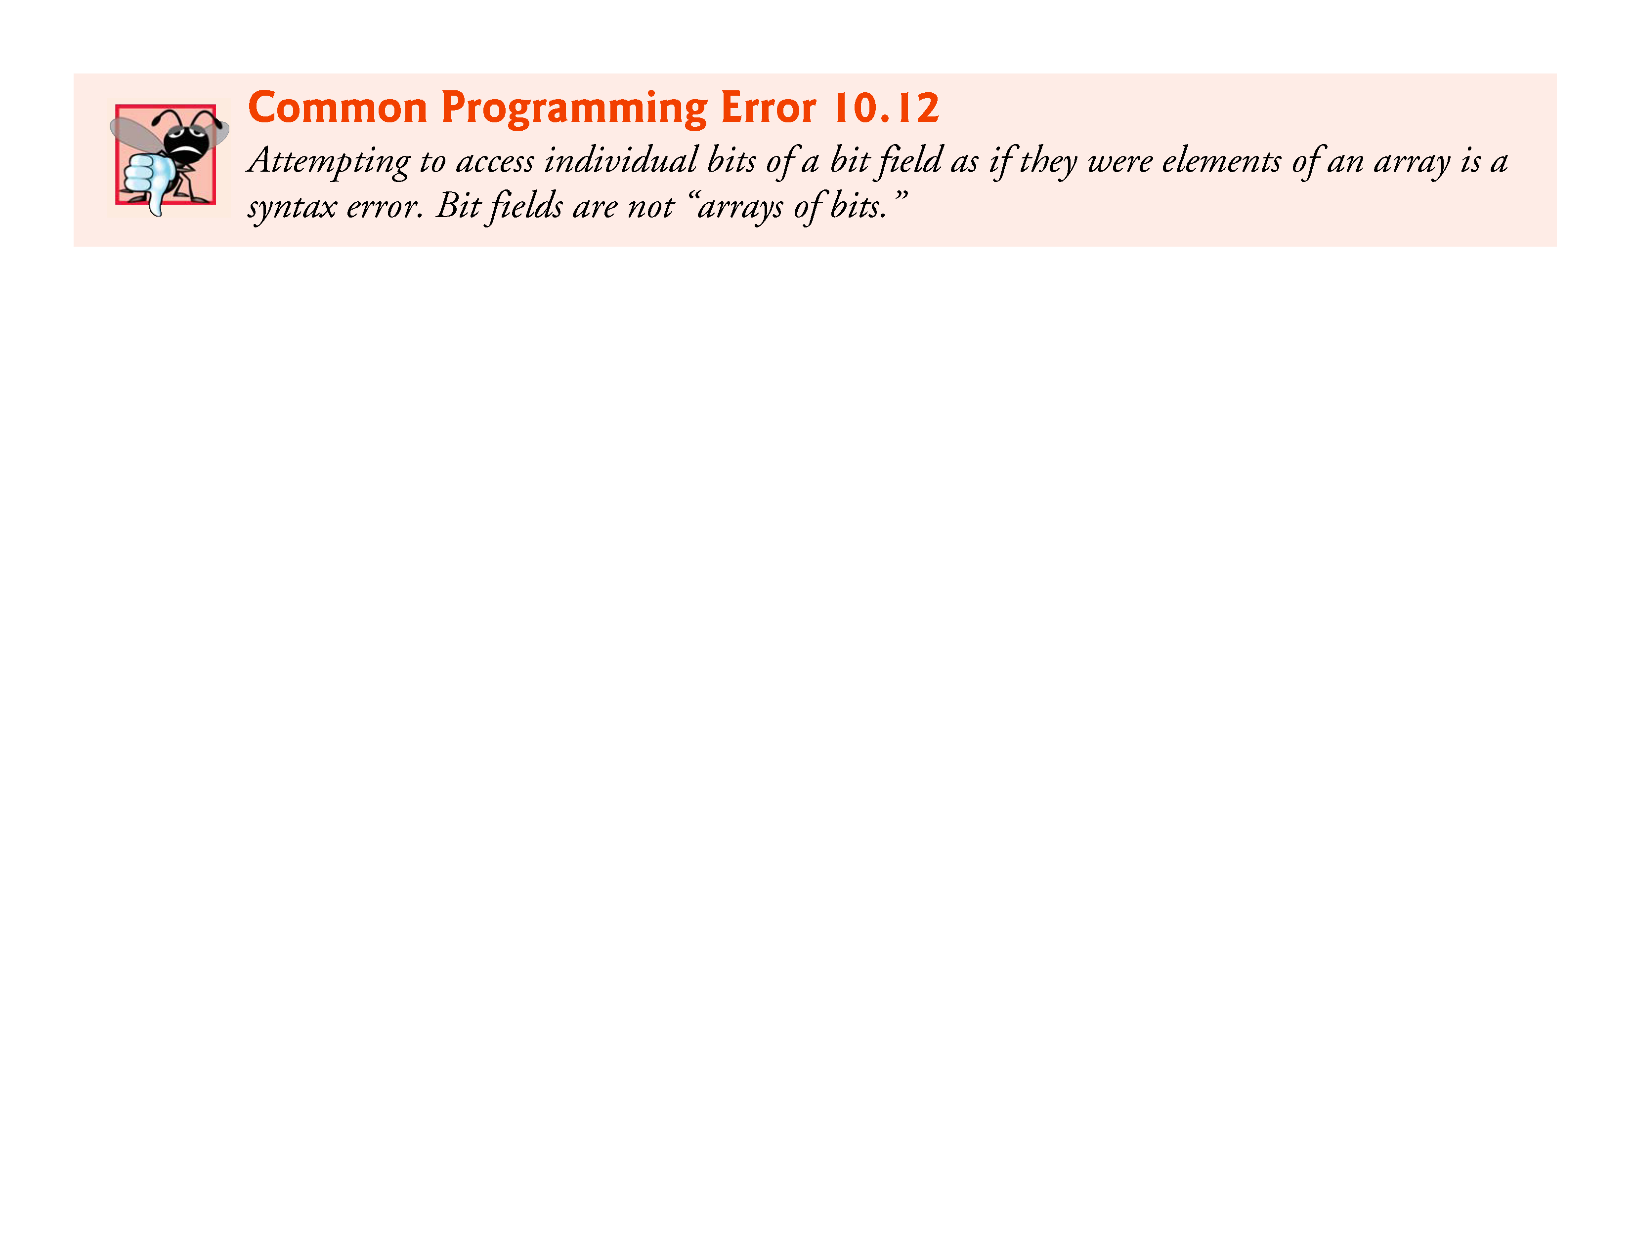 Common Programming Error 10.12
Attempting to access individual bits of a bit field as if they were elements of an array is a
syntax error. Bit fields are not “arrays of bits.”